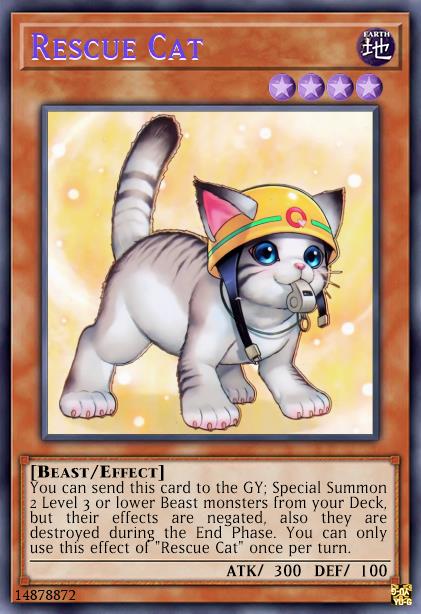 Rescue Cat
EARTH
地
[Beast/Effect]
You can send this card to the GY; Special Summon
2 Level 3 or lower Beast monsters from your Deck,
but their effects are negated, also they are
destroyed during the End Phase. You can only
use this effect of "Rescue Cat" once per turn.
ATK/ 300 DEF/ 100
14878872